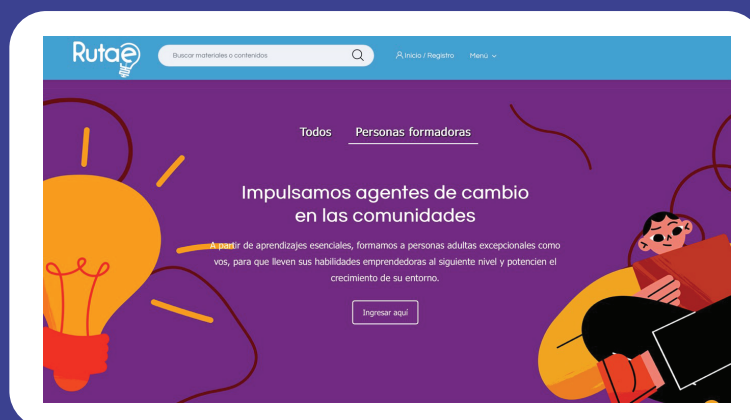 Rutae
Buscar materiales o contenidos
Inicio / Registro
Menú
Todos
Personas formadoras
Impulsamos agentes de cambio
en las comunidades
A partir de aprendizajes esenciales, formamos a personas adultas excepcionales como
vos, para que lleven sus habilidades emprendedoras al siguiente nivel y potencien el
crecimiento de su entorno.
Ingresar aquí